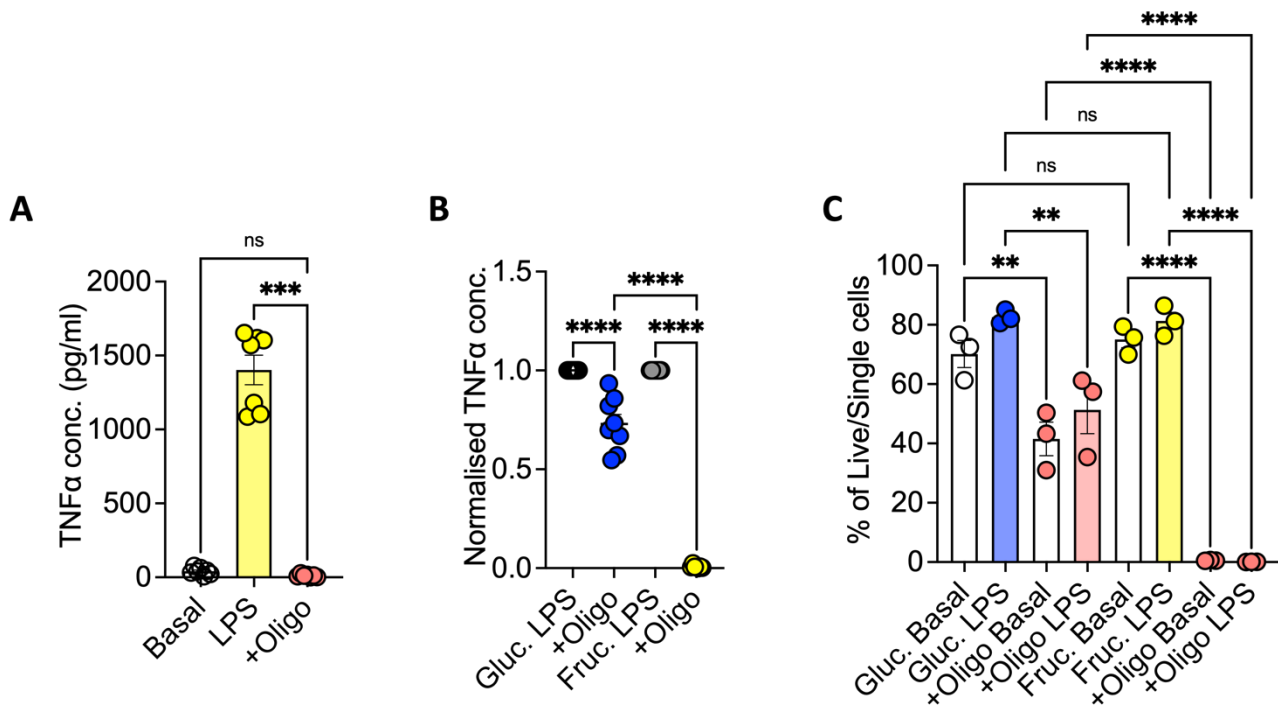 A
ns
***
TNFα conc. (pg/ml)
2000
1500
1000
500
0
Basal
LPS
+Oligo
B
****
****
****
Normalised TNFα conc.
1.5
1.0
0.5
0.0
Gluc. LPS
+Oligo
Fruc. LPS
+Oligo
C
****
****
ns
ns
**
****
**
****
% of Live/Single cells
100
80
60
40
20
0
Gluc. Basal
Gluc. LPS
+Oligo Basal
+Oligo LPS
Fruc. Basal
Fruc. LPS
+Oligo Basal
+Oligo LPS